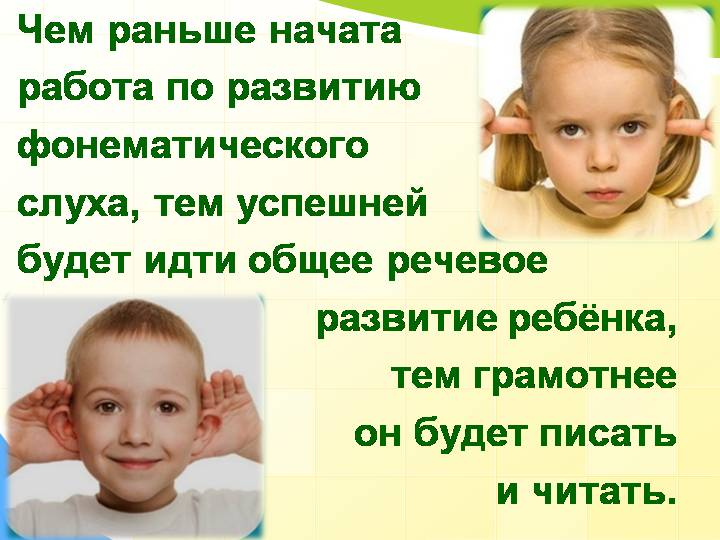 Чем раньше начата
работа по развитию
фонематического
слуха, тем успешней
будет идти общее речевое
развитие ребёнка,
тем грамотнее
он будет писать
и читать.